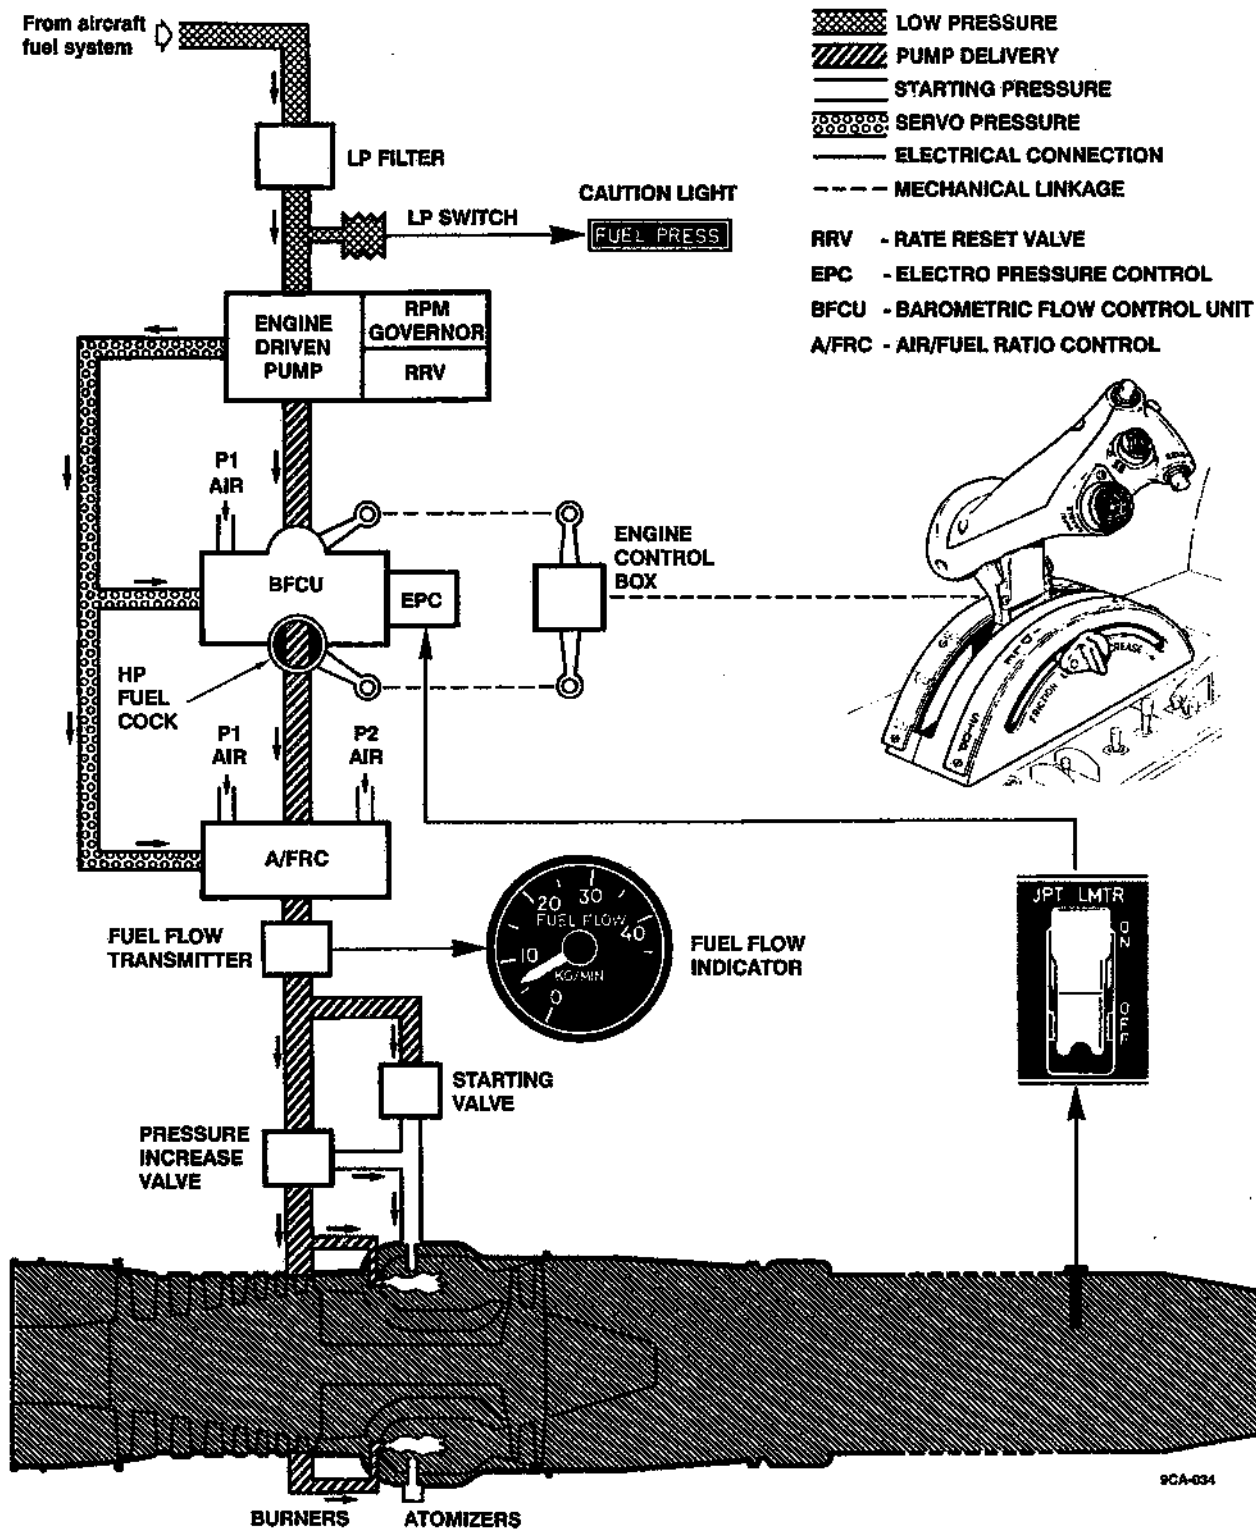 From aircraft
fuel system
LOW PRESSURE
PUMP DELIVERY
STARTING PRESSURE
SERVO PRESSURE
ELECTRICAL CONNECTION
MECHANICAL LINKAGE
RRV - RATE RESET VALVE
EPC - ELECTRO PRESSURE CONTROL
BFCU - BAROMETRIC FLOW CONTROL UNIT
A/FRC - AIR/FUEL RATIO CONTROL
LP FILTER
LP SWITCH
CAUTION LIGHT
FUEL PRESS
ENGINE
DRIVEN
PUMP
RPM
GOVERNOR
RRV
P1
AIR
BFCU
EPC
ENGINE
CONTROL
BOX
HP
FUEL
COCK
FRICTION
P1
AIR
P2
AIR
A/FRC
FUEL FLOW
TRANSMITTER
20 30
FUEL FLOW
40
10
KG/MIN
0
FUEL FLOW
INDICATOR
JPT LMTR
ON
OFF
STARTING
VALVE
PRESSURE
INCREASE
VALVE
BURNERS
ATOMIZERS
9CA-034